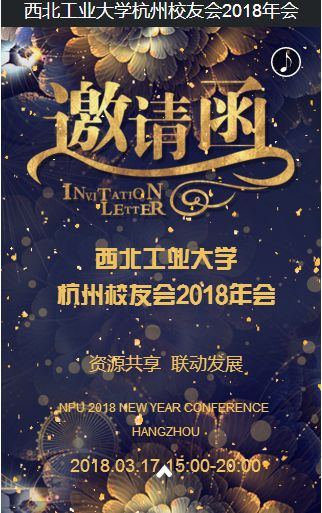 西北工业大学杭州校友会2018年会
邀请函
INVITATION
LETTER
西北工业大学
杭州校友会2018年会
资源共享 联动发展
NPU 2018 NEW YEAR CONFERENCE
HANGZHOU
2018.03.17 15:00-20:00